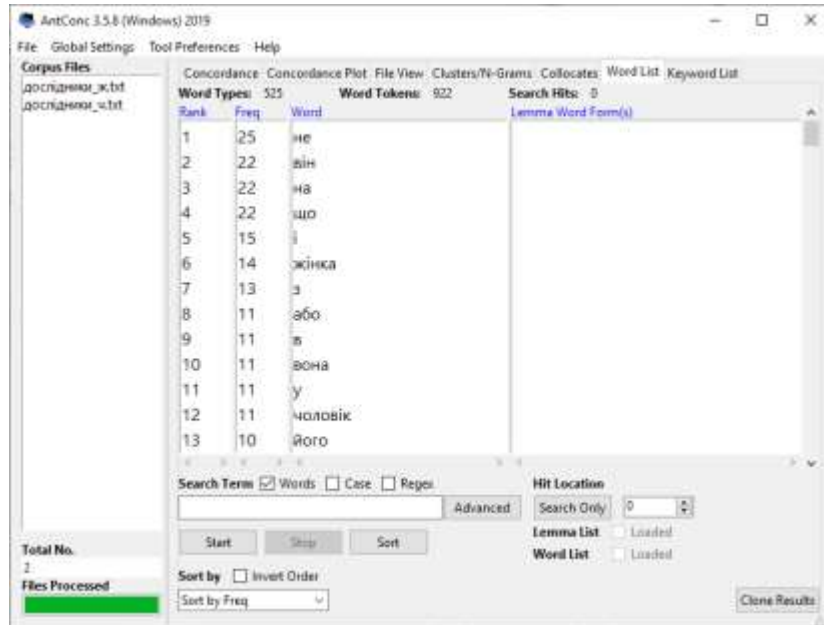 AntConc 3.5.8 (Windows) 2019
File Global Settings Tool Preferences Help
Corpus Files
дослідники_ж.txt
дослідники_ч.txt
Concordance Concordance Plot File View Clusters/N-Grams Collocates Word List Keyword List
Word Types: 525 Word Tokens: 922 Search Hits: 0
Rank Freq Word Lemma Word Form(s)
1 25 не
2 22 він
3 22 на
4 22 що
5 15 і
6 14 жінка
7 13 з
8 11 або
9 11 в
10 11 вона
11 11 у
12 11 чоловік
13 10 його
Search Term Words Case Regex Hit Location
Advanced Search Only 0
Start Stop Sort Lemma List Loaded
Word List Loaded
Total No.
2
Files Processed
Sort by Invert Order
Sort by Freq Clone Results